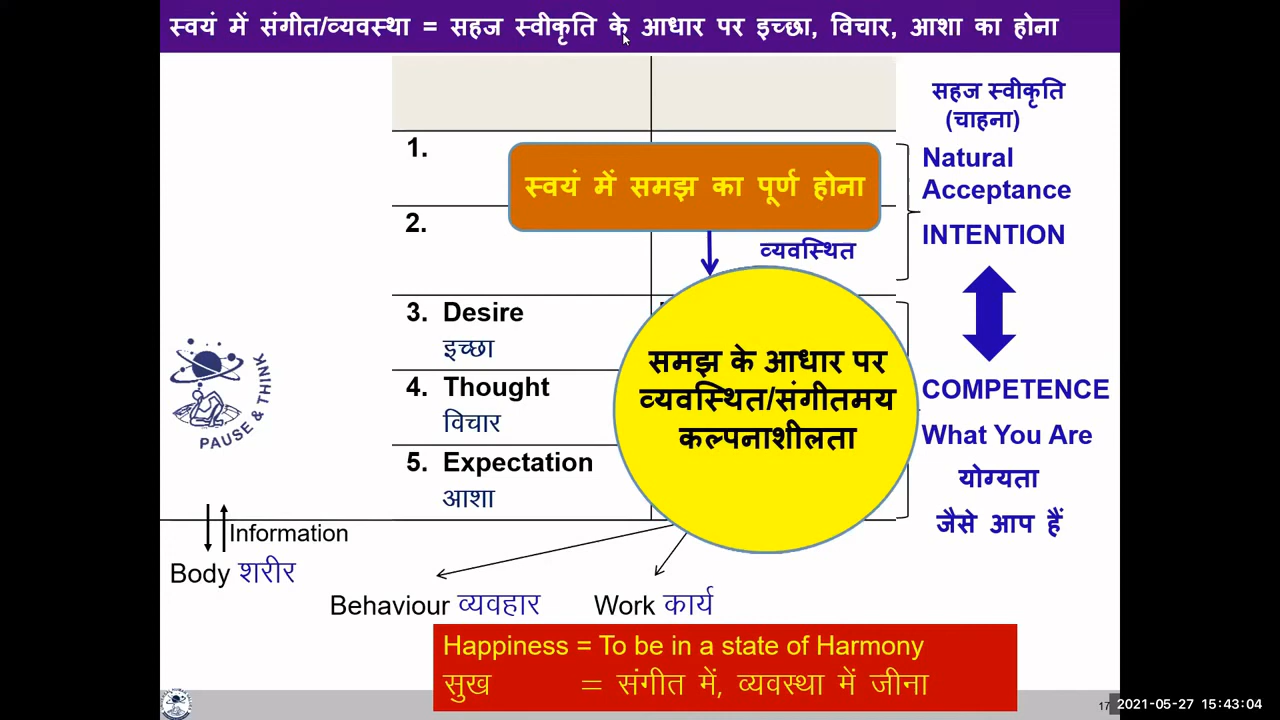 स्वयं में संगीत/व्यवस्था = सहज स्वीकृति के आधार पर इच्छा, विचार, आशा का होना
सहज स्वीकृति
(चाहना)
1.
Natural
Acceptance
स्वयं में समझ का पूर्ण होना
2.
INTENTION
व्यवस्थित
3. Desire
इच्छा
समझ के आधार पर
व्यवस्थित/संगीतमय
कल्पनाशीलता
4. Thought
विचार
COMPETENCE
What You Are
5. Expectation
आशा
योग्यता
जैसे आप हैं
PAUSE & THINK
Information
Body शरीर
Behaviour व्यवहार
Work कार्य
Happiness = To be in a state of Harmony
सुख = संगीत में, व्यवस्था में जीना
17
2021-05-27 15:43:04